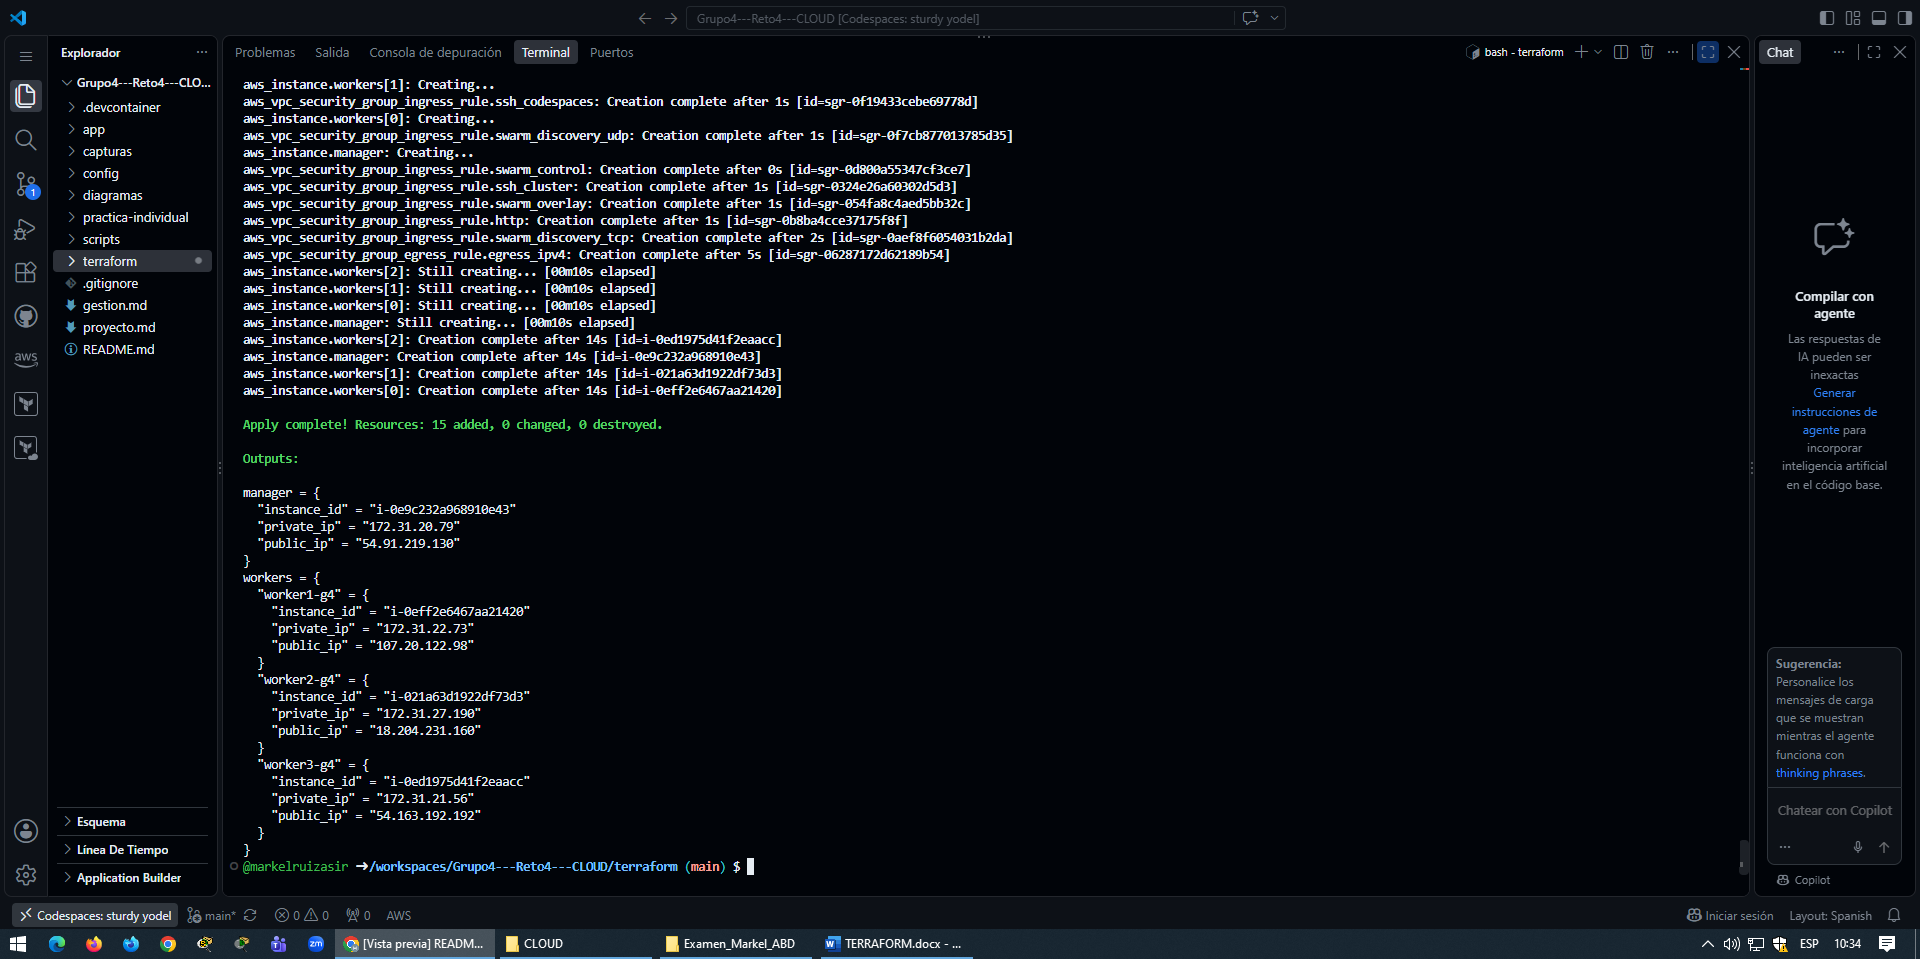 Grupo4---Reto4---CLOUD [Codespaces: sturdy yodel]
Explorador
Problemas Salida Consola de depuración Terminal Puertos
bash - terraform
Chat
Grupo4---Reto4---CLO...
.devcontainer
app
capturas
config
diagramas
practica-individual
scripts
terraform
.gitignore
gestion.md
proyecto.md
README.md
1
aws
Esquema
Línea De Tiempo
Application Builder
aws_instance.workers[1]: Creating...
aws_vpc_security_group_ingress_rule.ssh_codespaces: Creation complete after 1s [id=sgr-0f19433cebe69778d]
aws_instance.workers[0]: Creating...
aws_vpc_security_group_ingress_rule.swarm_discovery_udp: Creation complete after 1s [id=sgr-0f7cb877013785d35]
aws_instance.manager: Creating...
aws_vpc_security_group_ingress_rule.swarm_control: Creation complete after 0s [id=sgr-0d800a55347cf3ce7]
aws_vpc_security_group_ingress_rule.ssh_cluster: Creation complete after 1s [id=sgr-0324e26a60302d5d3]
aws_vpc_security_group_ingress_rule.swarm_overlay: Creation complete after 1s [id=sgr-054fa8c4aed5bb32c]
aws_vpc_security_group_ingress_rule.http: Creation complete after 1s [id=sgr-0b8ba4cce37175f8f]
aws_vpc_security_group_ingress_rule.swarm_discovery_tcp: Creation complete after 2s [id=sgr-0aef8f6054031b2da]
aws_vpc_security_group_egress_rule.egress_ipv4: Creation complete after 5s [id=sgr-06287172d62189b54]
aws_instance.workers[2]: Still creating... [00m10s elapsed]
aws_instance.workers[1]: Still creating... [00m10s elapsed]
aws_instance.workers[0]: Still creating... [00m10s elapsed]
aws_instance.manager: Still creating... [00m10s elapsed]
aws_instance.workers[2]: Creation complete after 14s [id=i-0ed1975d41f2eaacc]
aws_instance.manager: Creation complete after 14s [id=i-0e9c232a968910e43]
aws_instance.workers[1]: Creation complete after 14s [id=i-021a63d1922df73d3]
aws_instance.workers[0]: Creation complete after 14s [id=i-0eff2e6467aa21420]
Apply complete! Resources: 15 added, 0 changed, 0 destroyed.
Outputs:
manager = {
"instance_id" = "i-0e9c232a968910e43"
"private_ip" = "172.31.20.79"
"public_ip" = "54.91.219.130"
}
workers = {
"worker1-g4" = {
"instance_id" = "i-0eff2e6467aa21420"
"private_ip" = "172.31.22.73"
"public_ip" = "107.20.122.98"
}
"worker2-g4" = {
"instance_id" = "i-021a63d1922df73d3"
"private_ip" = "172.31.27.190"
"public_ip" = "18.204.231.160"
}
"worker3-g4" = {
"instance_id" = "i-0ed1975d41f2eaacc"
"private_ip" = "172.31.21.56"
"public_ip" = "54.163.192.192"
}
}
@markelruizasir ➜/workspaces/Grupo4---Reto4---CLOUD/terraform (main) $
Compilar con
agente
Las respuestas de
IA pueden ser
inexactas
Generar
instrucciones de
agente para
incorporar
inteligencia artificial
en el código base.
Sugerencia:
Personalice los
mensajes de carga
que se muestran
mientras el agente
funciona con
thinking phrases.
Chatear con Copilot
Copilot
Codespaces: sturdy yodel main* 0 0 0 AWS
Iniciar sesión Layout: Spanish
zm
[Vista previa] READM...
CLOUD
Examen_Markel_ABD
TERRAFORM.docx - ...
ESP 10:34